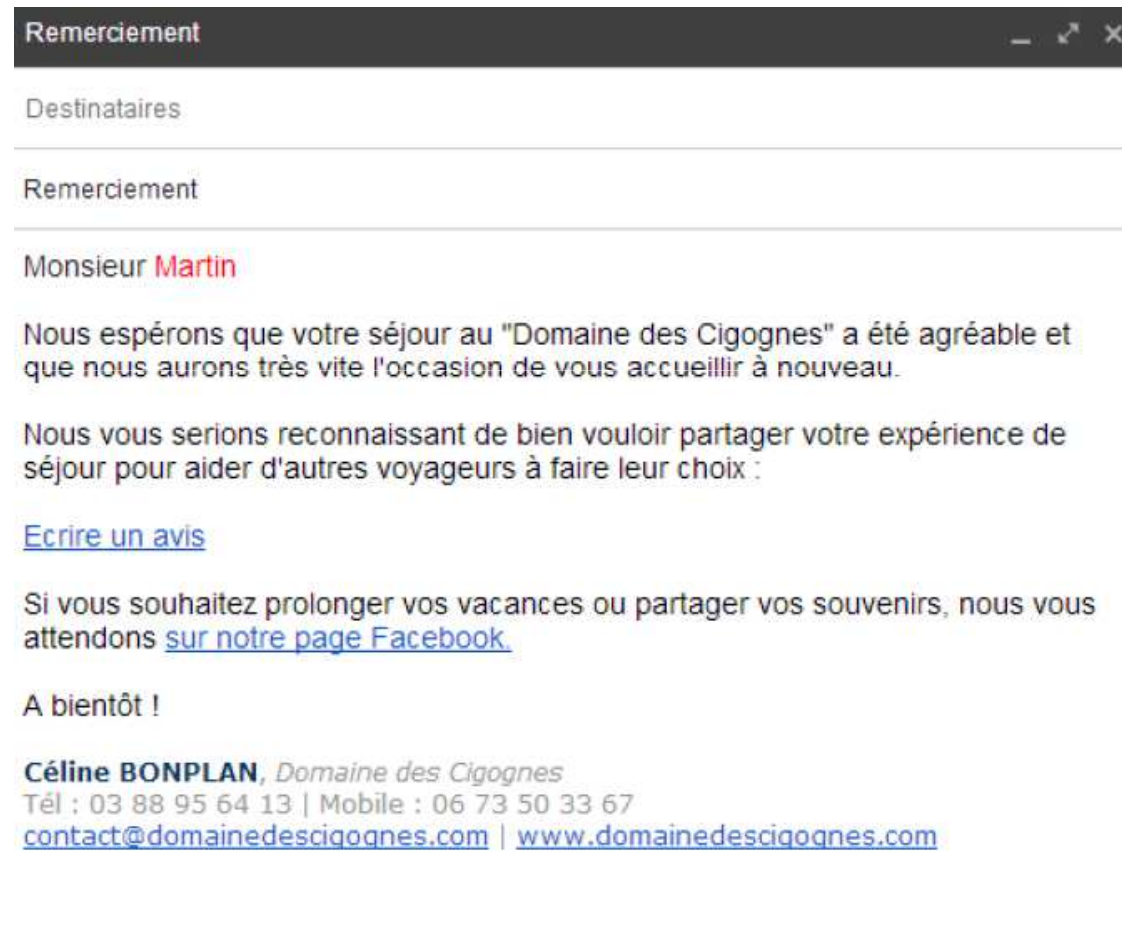 Remerciement
Destinataires
Remerciement
Monsieur Martin
Nous espérons que votre séjour au "Domaine des Cigognes" a été agréable et
que nous aurons très vite l'occasion de vous accueillir à nouveau.
Nous vous serions reconnaissant de bien vouloir partager votre expérience de
séjour pour aider d'autres voyageurs à faire leur choix :
Ecrire un avis
Si vous souhaitez prolonger vos vacances ou partager vos souvenirs, nous vous
attendons sur notre page Facebook.
A bientôt !
Céline BONPLAN, Domaine des Cigognes
Tél : 03 88 95 64 13 | Mobile : 06 73 50 33 67
contact@domainedescigognes.com | www.domainedescigognes.com